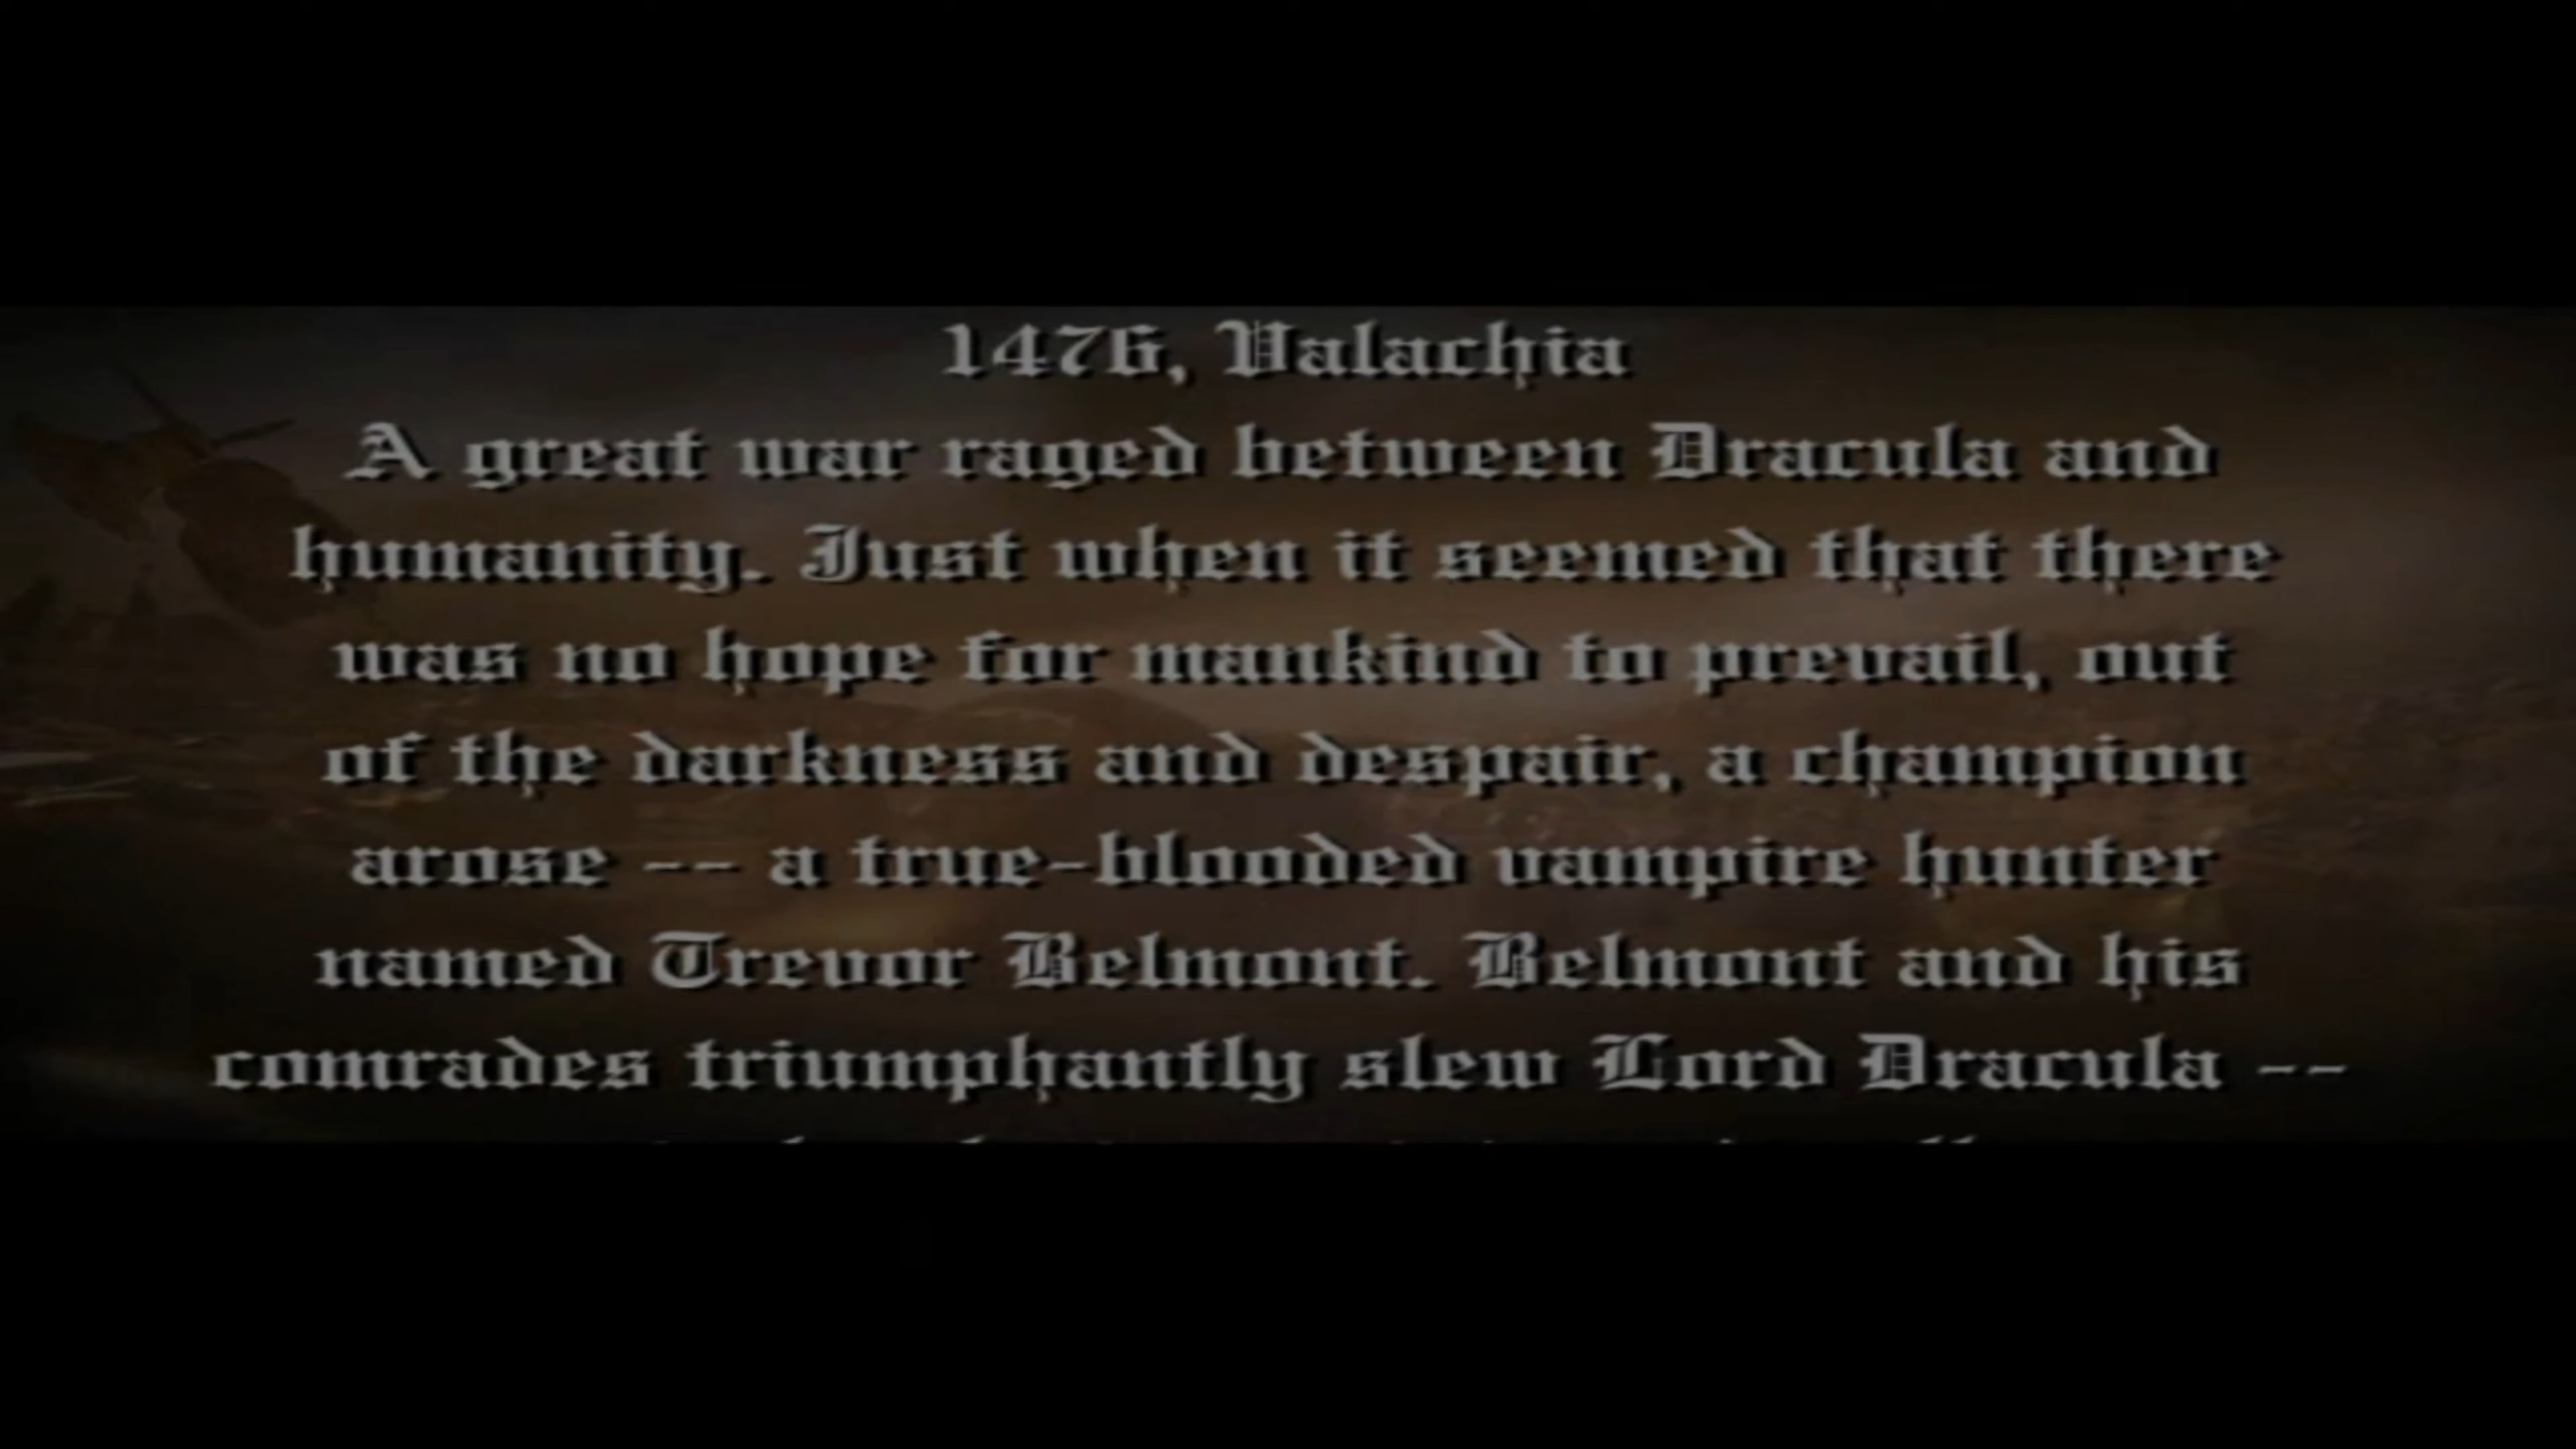 1476, Valachia
A great war raged between Dracula and
humanity. Just when it seemed that there
was no hope for mankind to prevail, out
of the darkness and despair, a champion
arose -- a true-blooded vampire hunter
named Trevor Belmont. Belmont and his
comrades triumphantly slew Lord Dracula --